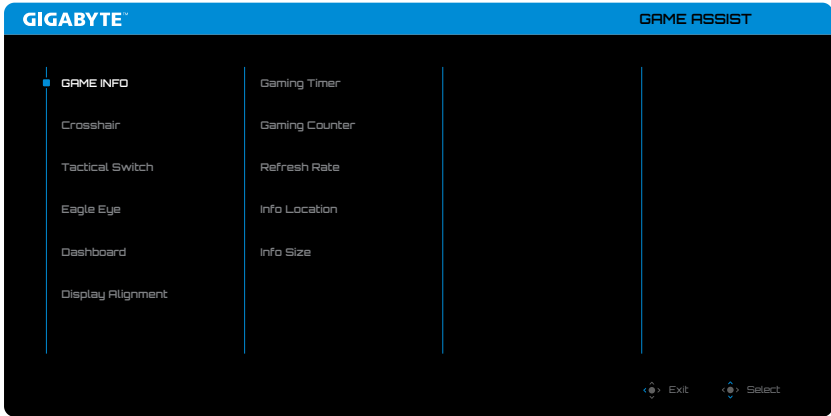 GIGABYTE™
GAME ASSIST
GAME INFO
Crosshair
Tactical Switch
Eagle Eye
Dashboard
Display Alignment
Gaming Timer
Gaming Counter
Refresh Rate
Info Location
Info Size
Exit
Select